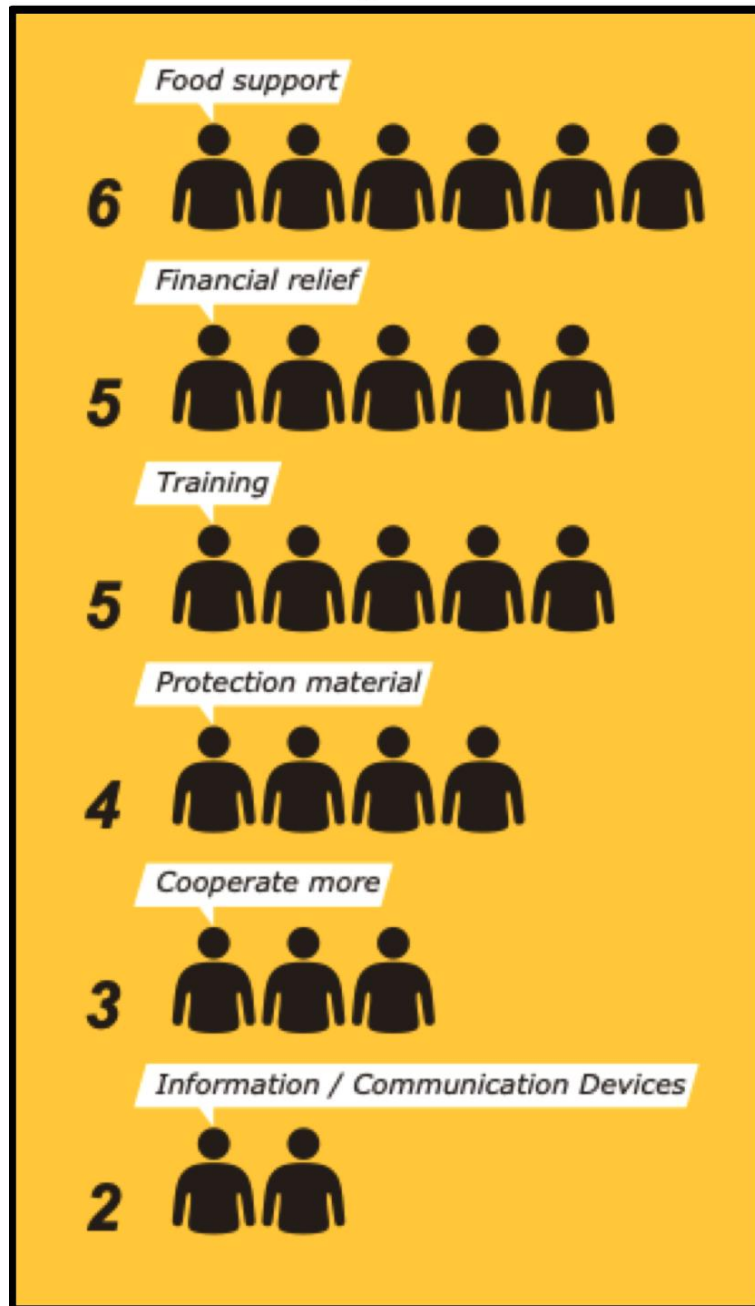 Food support
6
Financial relief
5
Training
5
Protection material
4
Cooperate more
3
Information / Communication Devices
2